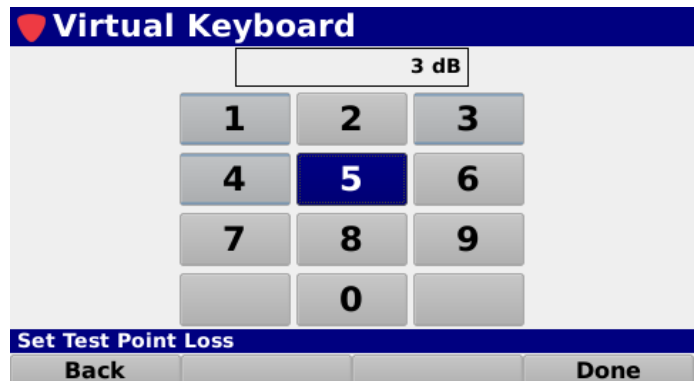 Virtual Keyboard
3 dB
1 2 3
4 5 6
7 8 9
0
Set Test Point Loss
Back Done